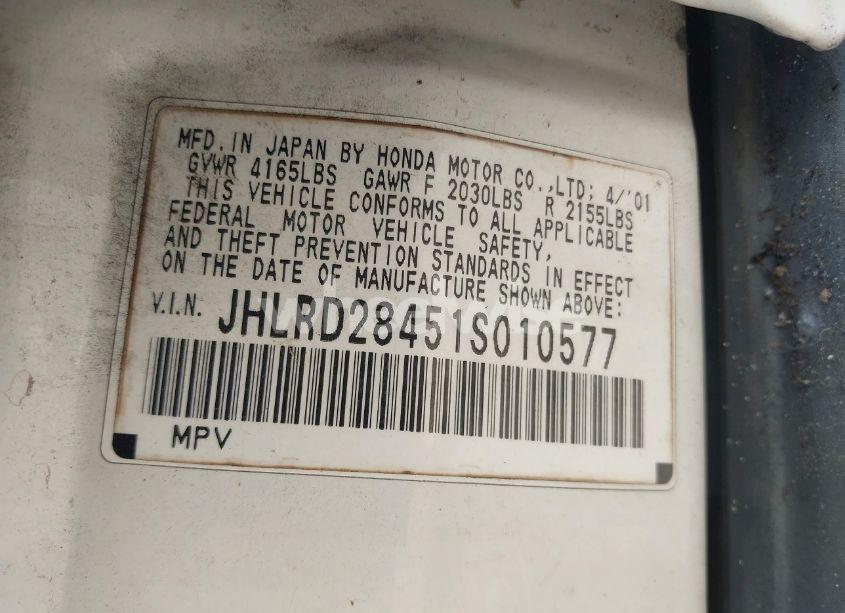 MFD. IN JAPAN BY HONDA MOTOR CO.,LTD; 4/'01
GVWR 4165LBS GAWR F 2030LBS R 2155LBS
THIS VEHICLE CONFORMS TO ALL APPLICABLE
FEDERAL MOTOR VEHICLE SAFETY,
AND THEFT PREVENTION STANDARDS IN EFFECT
ON THE DATE OF MANUFACTURE SHOWN ABOVE:
V.I.N. JHLRD28451S010577
MPV